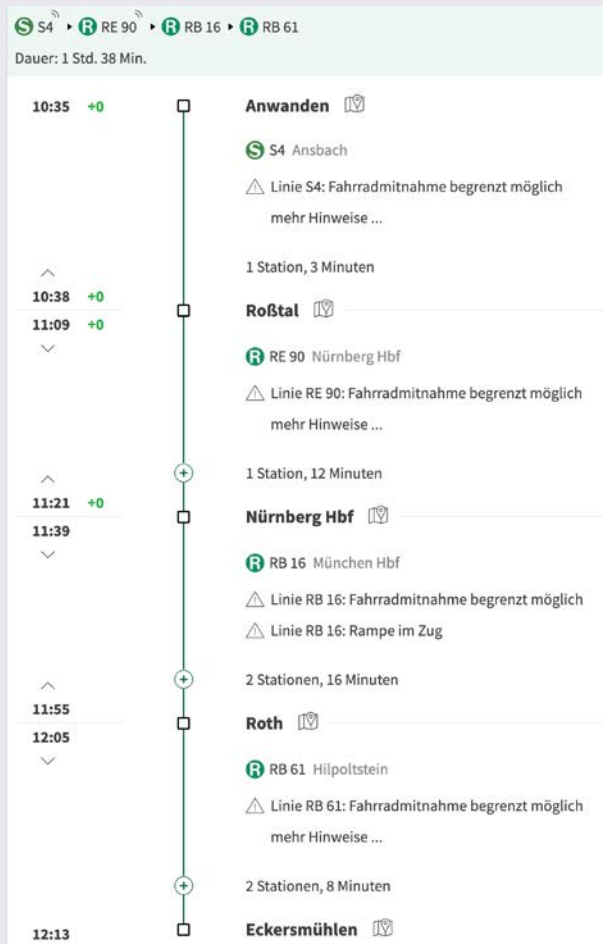 S S4 R RE 90 R RB 16 R RB 61
Dauer: 1 Std. 38 Min.
10:35 +0 Anwanden
S S4 Ansbach
Linie S4: Fahrradmitnahme begrenzt möglich
mehr Hinweise ...
1 Station, 3 Minuten
10:38 +0
Roßtal
11:09 +0
R RE 90 Nürnberg Hbf
Linie RE 90: Fahrradmitnahme begrenzt möglich
mehr Hinweise ...
1 Station, 12 Minuten
11:21 +0
Nürnberg Hbf
11:39
R RB 16 München Hbf
Linie RB 16: Fahrradmitnahme begrenzt möglich
Linie RB 16: Rampe im Zug
2 Stationen, 16 Minuten
11:55
Roth
12:05
R RB 61 Hilpoltstein
Linie RB 61: Fahrradmitnahme begrenzt möglich
mehr Hinweise ...
2 Stationen, 8 Minuten
12:13 Eckersmühlen